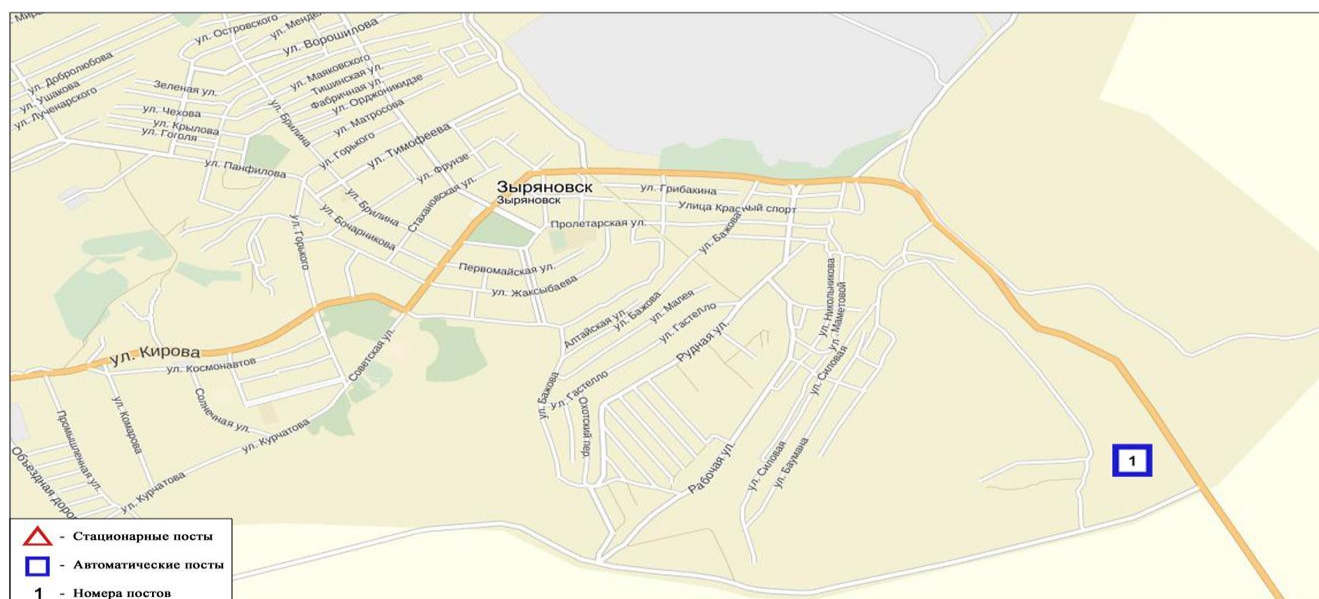 ул. Мира
ул. Островского
ул. Менде
ул. Ворошилова
ул. Добролюбова
ул. Ушакова
ул. Луначарского
Зеленая ул.
ул. Чехова
ул. Крылова
ул. Гоголя
ул. Панфилова
ул. Брилина
ул. Маяковского
Тишинская ул.
Фабричная ул.
ул. Орджоникидзе
ул. Матросова
ул. Горького
ул. Тимофеева
ул. Фрунзе
Стахановская ул.
ул. Брилина
ул. Бочарникова
ул. Горького
Зыряновск
Зыряновск
ул. Грибакина
Улица Красный спорт
Пролетарская ул.
ул. Бажова
Первомайская ул.
ул. Жаксыбаева
Алтайская ул.
ул. Бажова
ул. Малея
ул. Гастелло
Рудная ул.
ул. Никольникова
ул. Маметовой
ул. Силовая
ул. Кирова
ул. Космонавтов
Советская ул.
Солнечная ул.
ул. Комарова
Промышленная ул.
ул. Курчатова
ул. Курчатова
Объездная дорог
ул. Бажова
ул. Гастелло
Охотский пер.
Рабочая ул.
ул. Силовая
ул. Баумана
1
- Стационарные посты
- Автоматические посты
1 - Номера постов